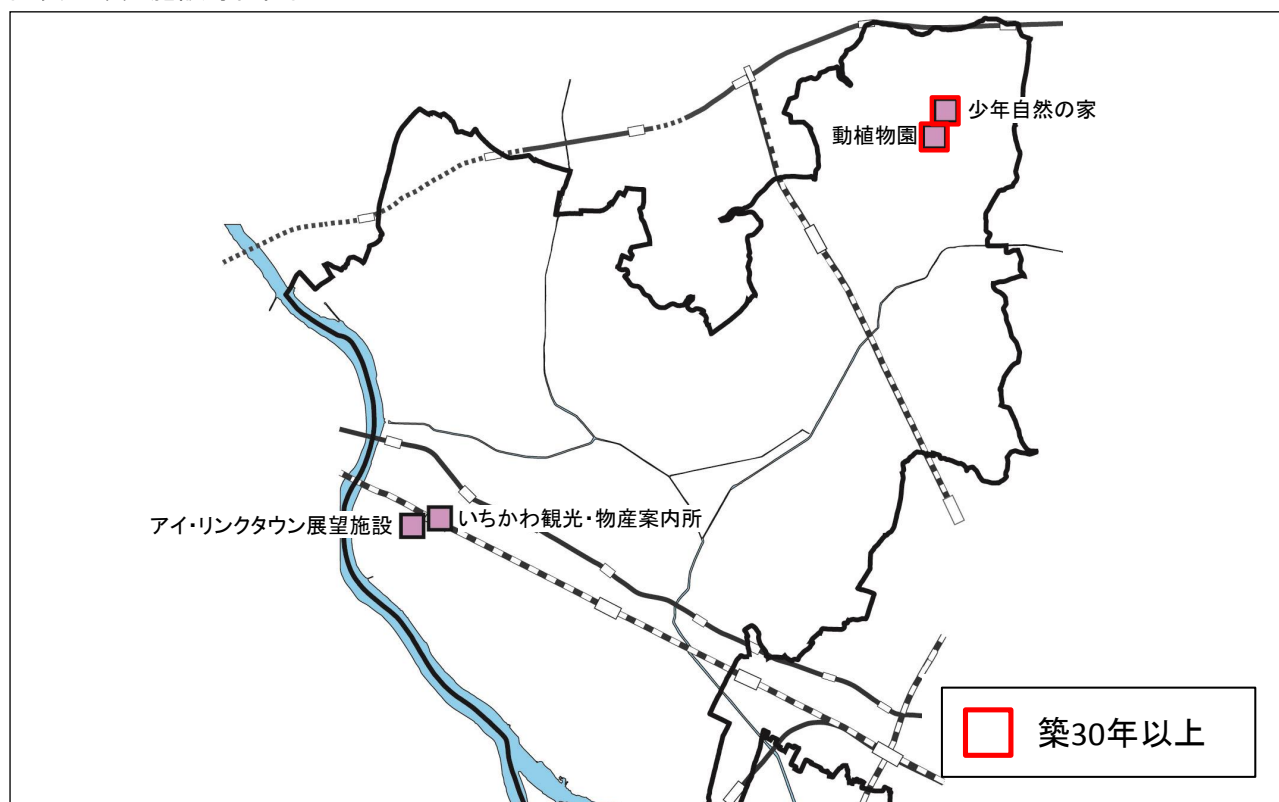 少年自然の家
動植物園
アイ・リンクタウン展望施設
いちかわ観光・物産案内所
築30年以上